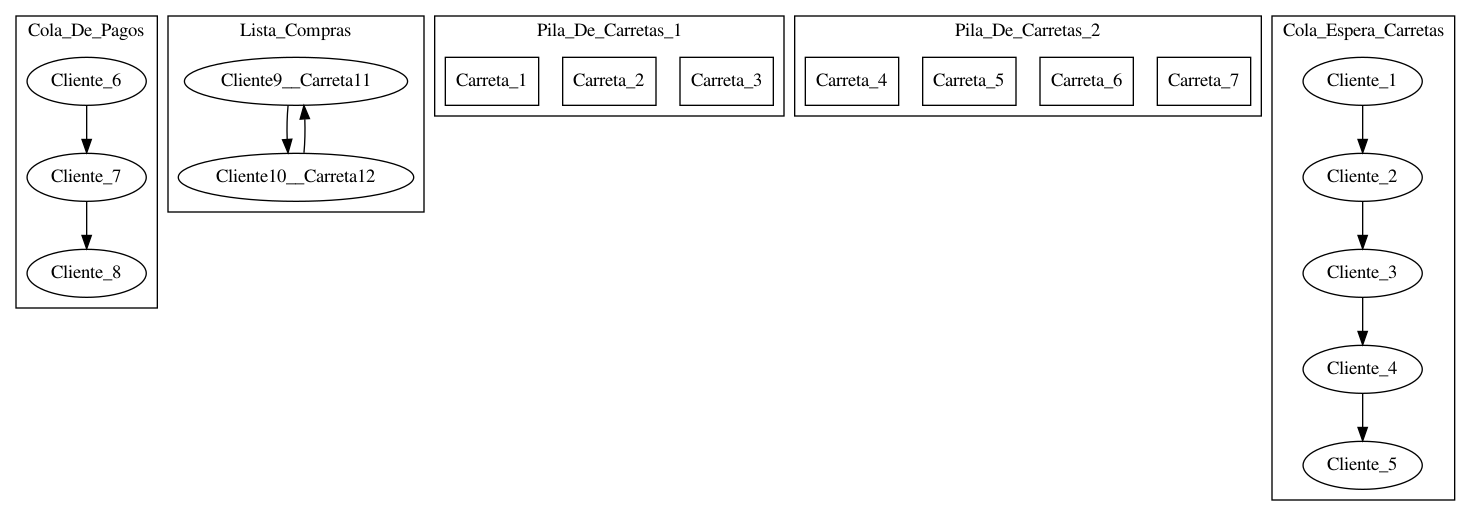 Cola_De_Pagos
Cliente_6
Cliente_7
Cliente_8
Lista_Compras
Cliente9__Carreta11
Cliente10__Carreta12
Pila_De_Carretas_1
Carreta_1
Carreta_2
Carreta_3
Pila_De_Carretas_2
Carreta_4
Carreta_5
Carreta_6
Carreta_7
Cola_Espera_Carretas
Cliente_1
Cliente_2
Cliente_3
Cliente_4
Cliente_5